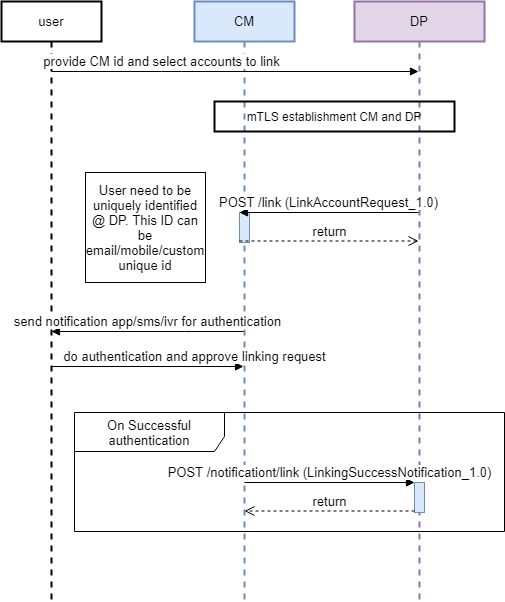 user
CM
DP
provide CM id and select accounts to link
mTLS establishment CM and DP
User need to be
uniquely identified
@ DP. This ID can
be
email/mobile/custom
unique id
POST /link (LinkAccountRequest_1.0)
return
send notification app/sms/ivr for authentication
do authentication and approve linking request
On Successful
authentication
POST /notificationt/link (LinkingSuccessNotification_1.0)
return